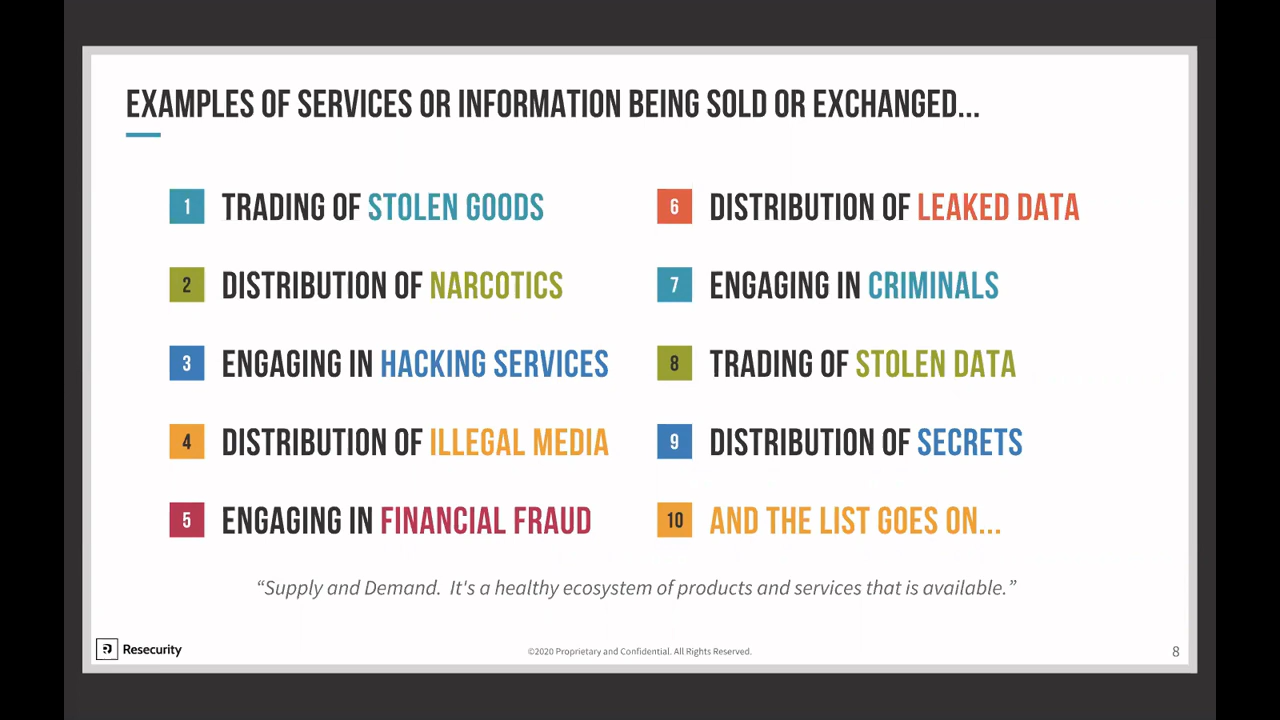 EXAMPLES OF SERVICES OR INFORMATION BEING SOLD OR EXCHANGED...
1 TRADING OF STOLEN GOODS
2 DISTRIBUTION OF NARCOTICS
3 ENGAGING IN HACKING SERVICES
4 DISTRIBUTION OF ILLEGAL MEDIA
5 ENGAGING IN FINANCIAL FRAUD
6 DISTRIBUTION OF LEAKED DATA
7 ENGAGING IN CRIMINALS
8 TRADING OF STOLEN DATA
9 DISTRIBUTION OF SECRETS
10 AND THE LIST GOES ON...
“Supply and Demand.  It's a healthy ecosystem of products and services that is available.”
Resecurity
©2020 Proprietary and Confidential. All Rights Reserved.
8